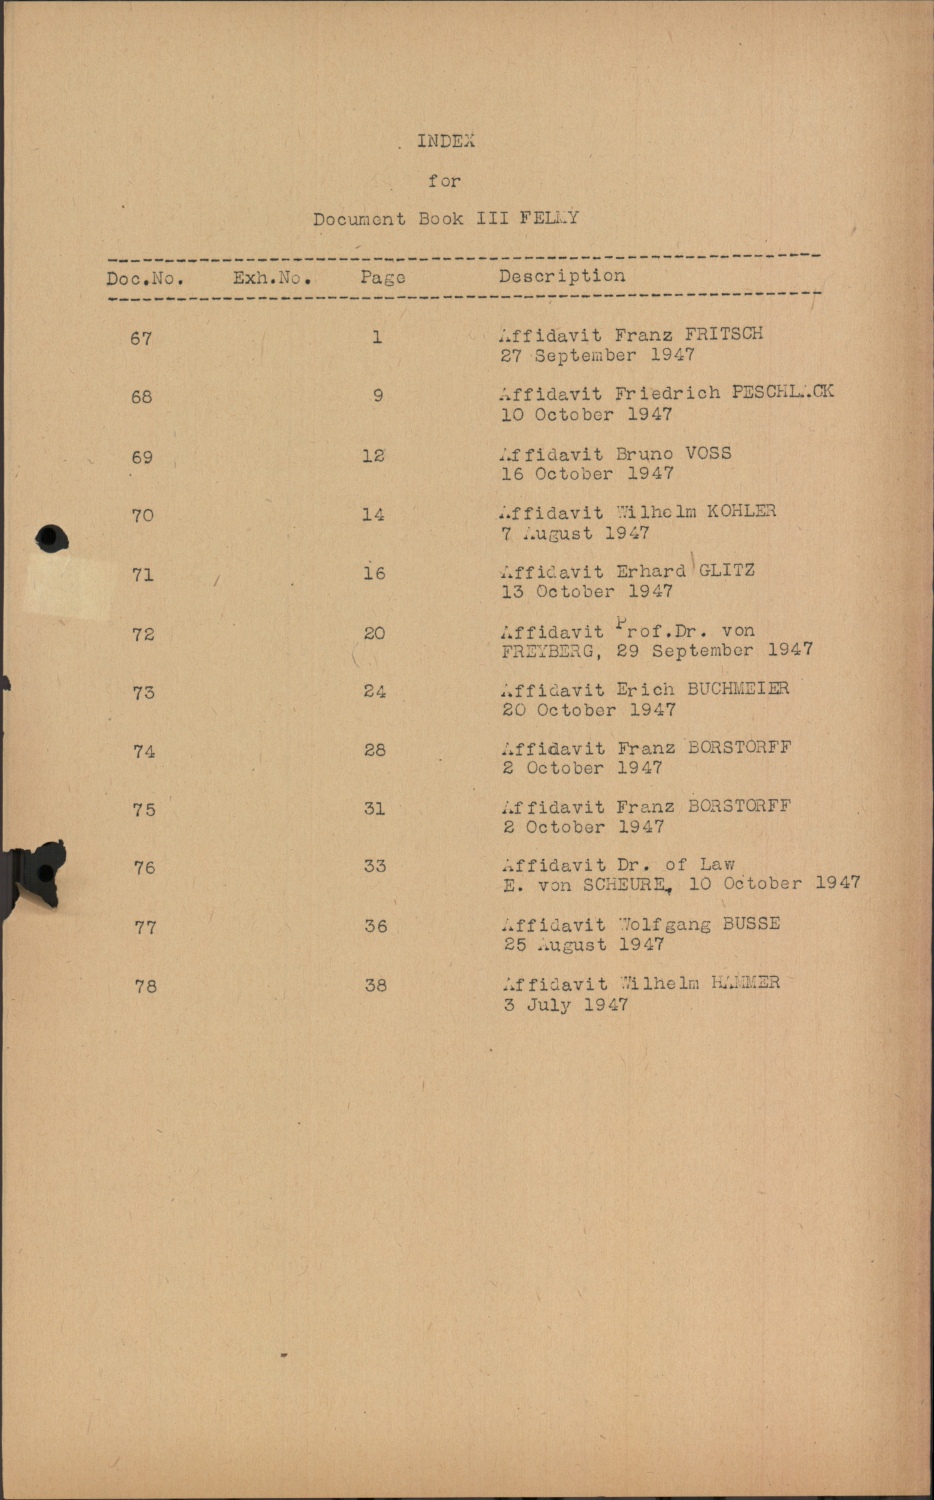 INDEX
for
Document Book III FELMY
Doc.No. Exh.No. Page Description
67 1 Affidavit Franz FRITSCH
27 September 1947
68 9 Affidavit Friedrich PESCHLACK
10 October 1947
69 12 Affidavit Bruno VOSS
16 October 1947
70 14 Affidavit Wilhelm KOHLER
7 August 1947
71 16 Affidavit Erhard GLITZ
13 October 1947
72 20 Affidavit Prof.Dr. von
FREYBERG, 29 September 1947
73 24 Affidavit Erich BUCHMEIER
20 October 1947
74 28 Affidavit Franz BORSTORFF
2 October 1947
75 31 Affidavit Franz BORSTORFF
2 October 1947
76 33 Affidavit Dr. of Law
E. von SCHEURE, 10 October 1947
77 36 Affidavit Wolfgang BUSSE
25 August 1947
78 38 Affidavit Wilhelm HAMMER
3 July 1947